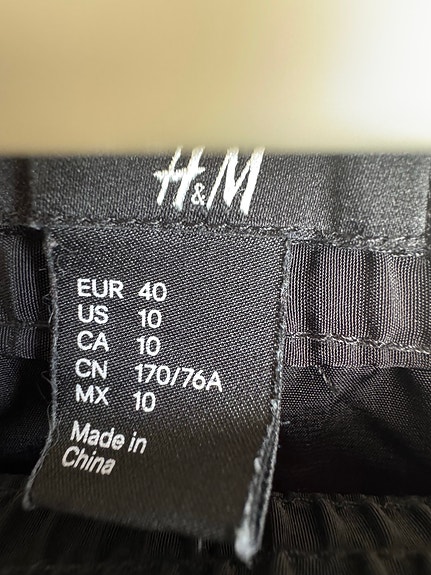 H&M
EUR 40
US 10
CA 10
CN 170/76A
MX 10
Made in
China